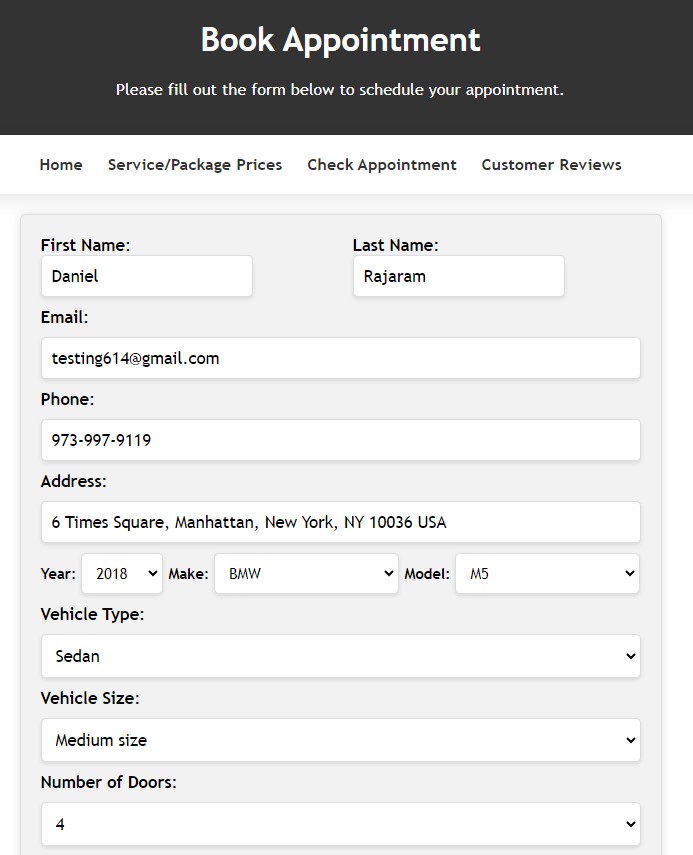 Book Appointment
Please fill out the form below to schedule your appointment.
Home Service/Package Prices Check Appointment Customer Reviews
First Name: Last Name:
Daniel Rajaram
Email:
testing614@gmail.com
Phone:
973-997-9119
Address:
6 Times Square, Manhattan, New York, NY 10036 USA
Year: 2018 Make: BMW Model: M5
Vehicle Type:
Sedan
Vehicle Size:
Medium size
Number of Doors:
4